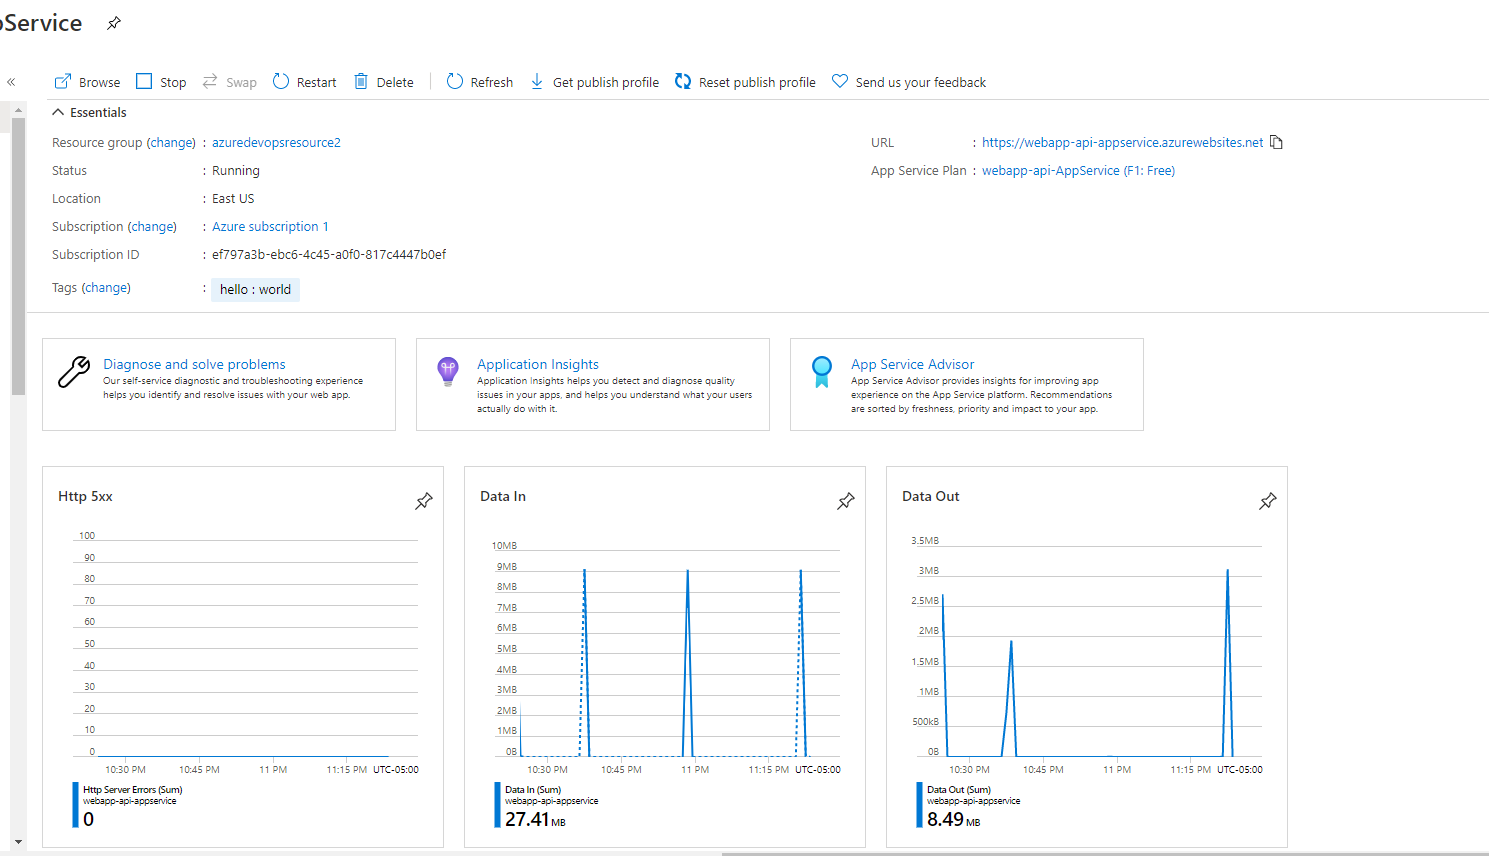 pService
Browse Stop Swap Restart Delete Refresh Get publish profile Reset publish profile Send us your feedback
Essentials
Resource group (change) : azuredevopsresource2
Status : Running
Location : East US
Subscription (change) : Azure subscription 1
Subscription ID : ef797a3b-ebc6-4c45-a0f0-817c4447b0ef
Tags (change) : hello : world
URL : https://webapp-api-appservice.azurewebsites.net
App Service Plan : webapp-api-AppService (F1: Free)
Diagnose and solve problems
Our self-service diagnostic and troubleshooting experience
helps you identify and resolve issues with your web app.
Application Insights
Application Insights helps you detect and diagnose quality
issues in your apps, and helps you understand what your users
actually do with it.
App Service Advisor
App Service Advisor provides insights for improving app
experience on the App Service platform. Recommendations
are sorted by freshness, priority and impact to your app.
Http 5xx
100
90
80
70
60
50
40
30
20
10
0
10:30 PM 10:45 PM 11 PM 11:15 PM UTC-05:00
Http Server Errors (Sum)
webapp-api-appservice
0
Data In
10MB
9MB
8MB
7MB
6MB
5MB
4MB
3MB
2MB
1MB
0B
10:30 PM 10:45 PM 11 PM 11:15 PM UTC-05:00
Data In (Sum)
webapp-api-appservice
27.41 MB
Data Out
3.5MB
3MB
2.5MB
2MB
1.5MB
1MB
500kB
0B
10:30 PM 10:45 PM 11 PM 11:15 PM UTC-05:00
Data Out (Sum)
webapp-api-appservice
8.49 MB